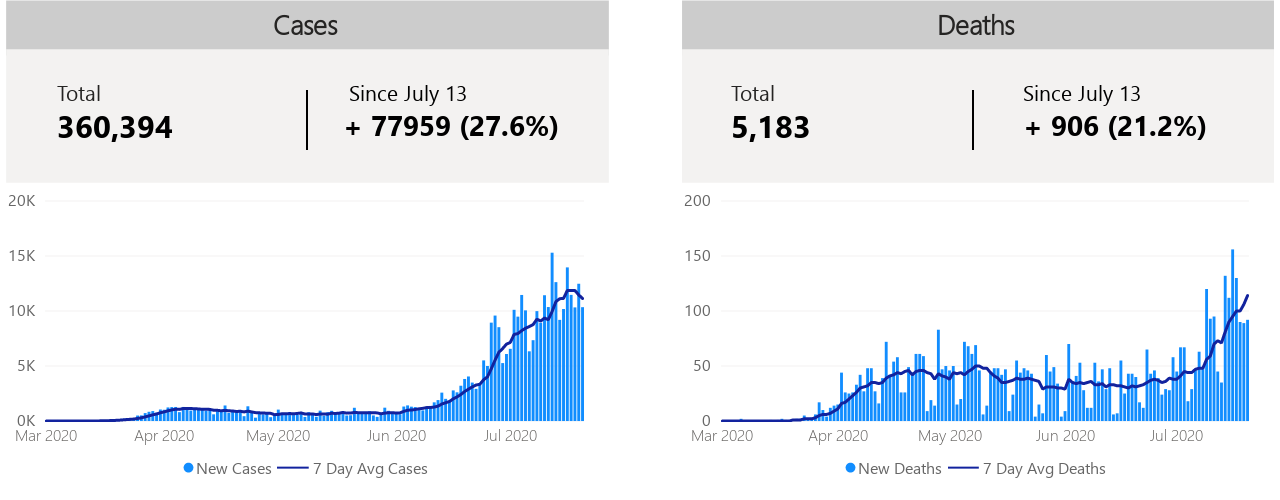 Cases
Total
360,394
Since July 13
+ 77959 (27.6%)
20K
15K
10K
5K
0K
Mar 2020 Apr 2020 May 2020 Jun 2020 Jul 2020
New Cases 7 Day Avg Cases
Deaths
Total
5,183
Since July 13
+ 906 (21.2%)
200
150
100
50
0
Mar 2020 Apr 2020 May 2020 Jun 2020 Jul 2020
New Deaths 7 Day Avg Deaths